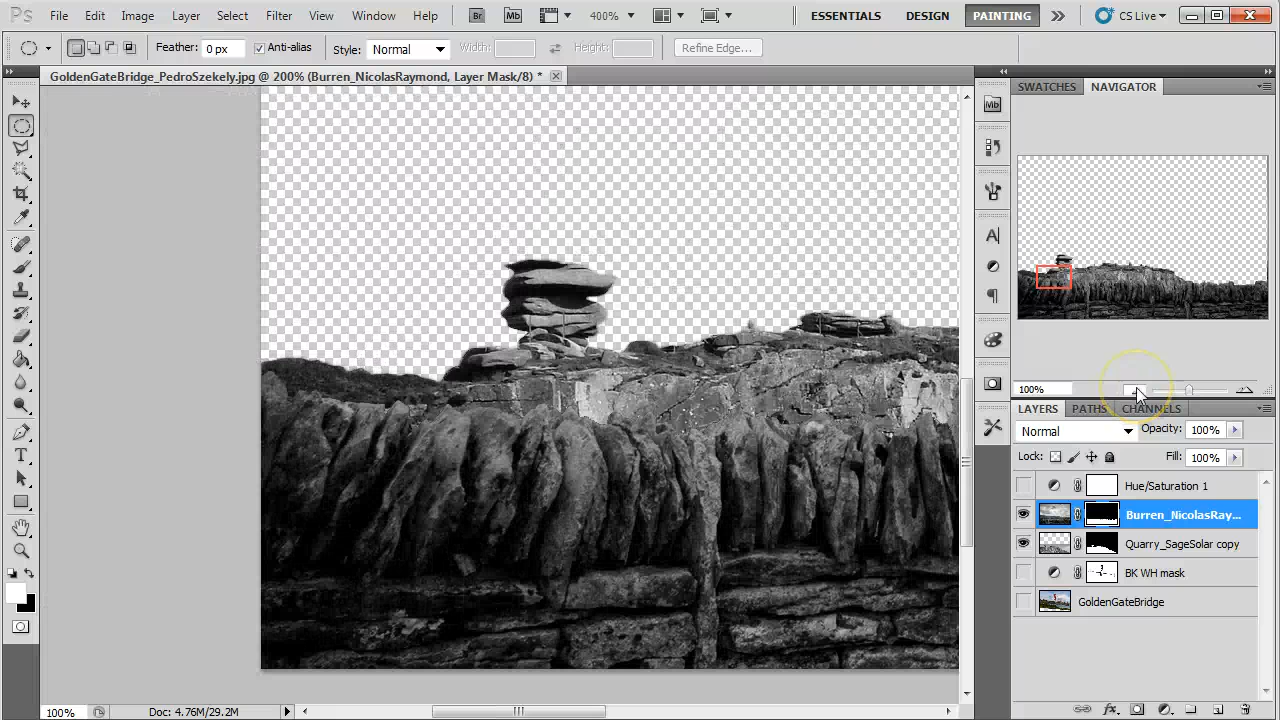 Ps File Edit Image Layer Select Filter View Window Help Br Mb 400% ESSENTIALS DESIGN PAINTING CS Live
Feather: 0 px Anti-alias Style: Normal Width: Height: Refine Edge...
GoldenGateBridge_PedroSzekely.jpg @ 200% (Burren_NicolasRaymond, Layer Mask/8) *
SWATCHES NAVIGATOR
Mb
100%
LAYERS PATHS CHANNELS
Normal Opacity: 100%
Lock: Fill: 100%
Hue/Saturation 1
Burren_NicolasRay...
Quarry_SageSolar copy
BK WH mask
GoldenGateBridge
100% Doc: 4.76M/29.2M